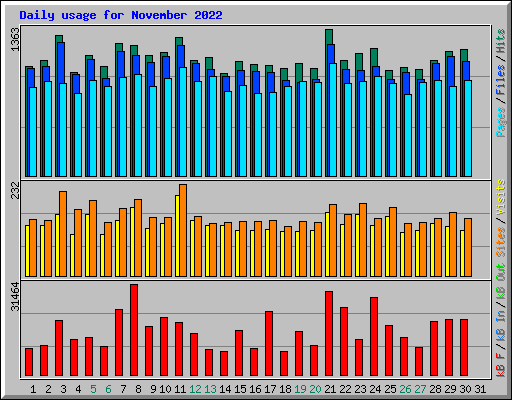 Daily usage for November 2022
1363
Pages / Files / Hits
232
Sites / Visits
31464
kB F / kB In / kB Out
1 2 3 4 5 6 7 8 9 10 11 12 13 14 15 16 17 18 19 20 21 22 23 24 25 26 27 28 29 30 31